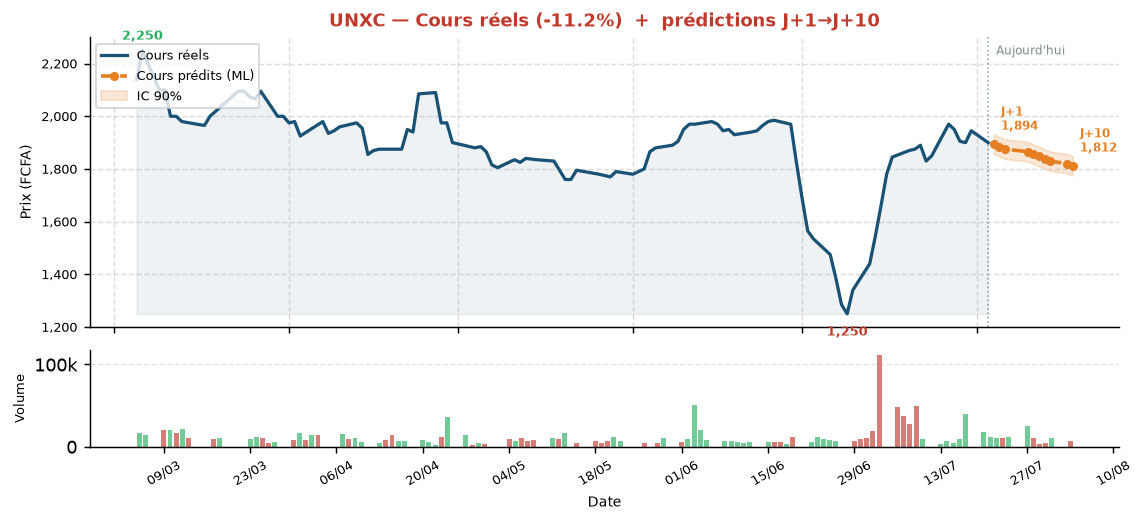 UNXC — Cours réels (-11.2%)  +  prédictions J+1→J+10
2,250
Cours réels
Cours prédits (ML)
IC 90%
Aujourd'hui
J+1
1,894
J+10
1,812
1,250
Prix (FCFA)
2,200
2,000
1,800
1,600
1,400
1,200
Volume
100k
0
09/03
23/03
06/04
20/04
04/05
18/05
01/06
15/06
29/06
13/07
27/07
10/08
Date